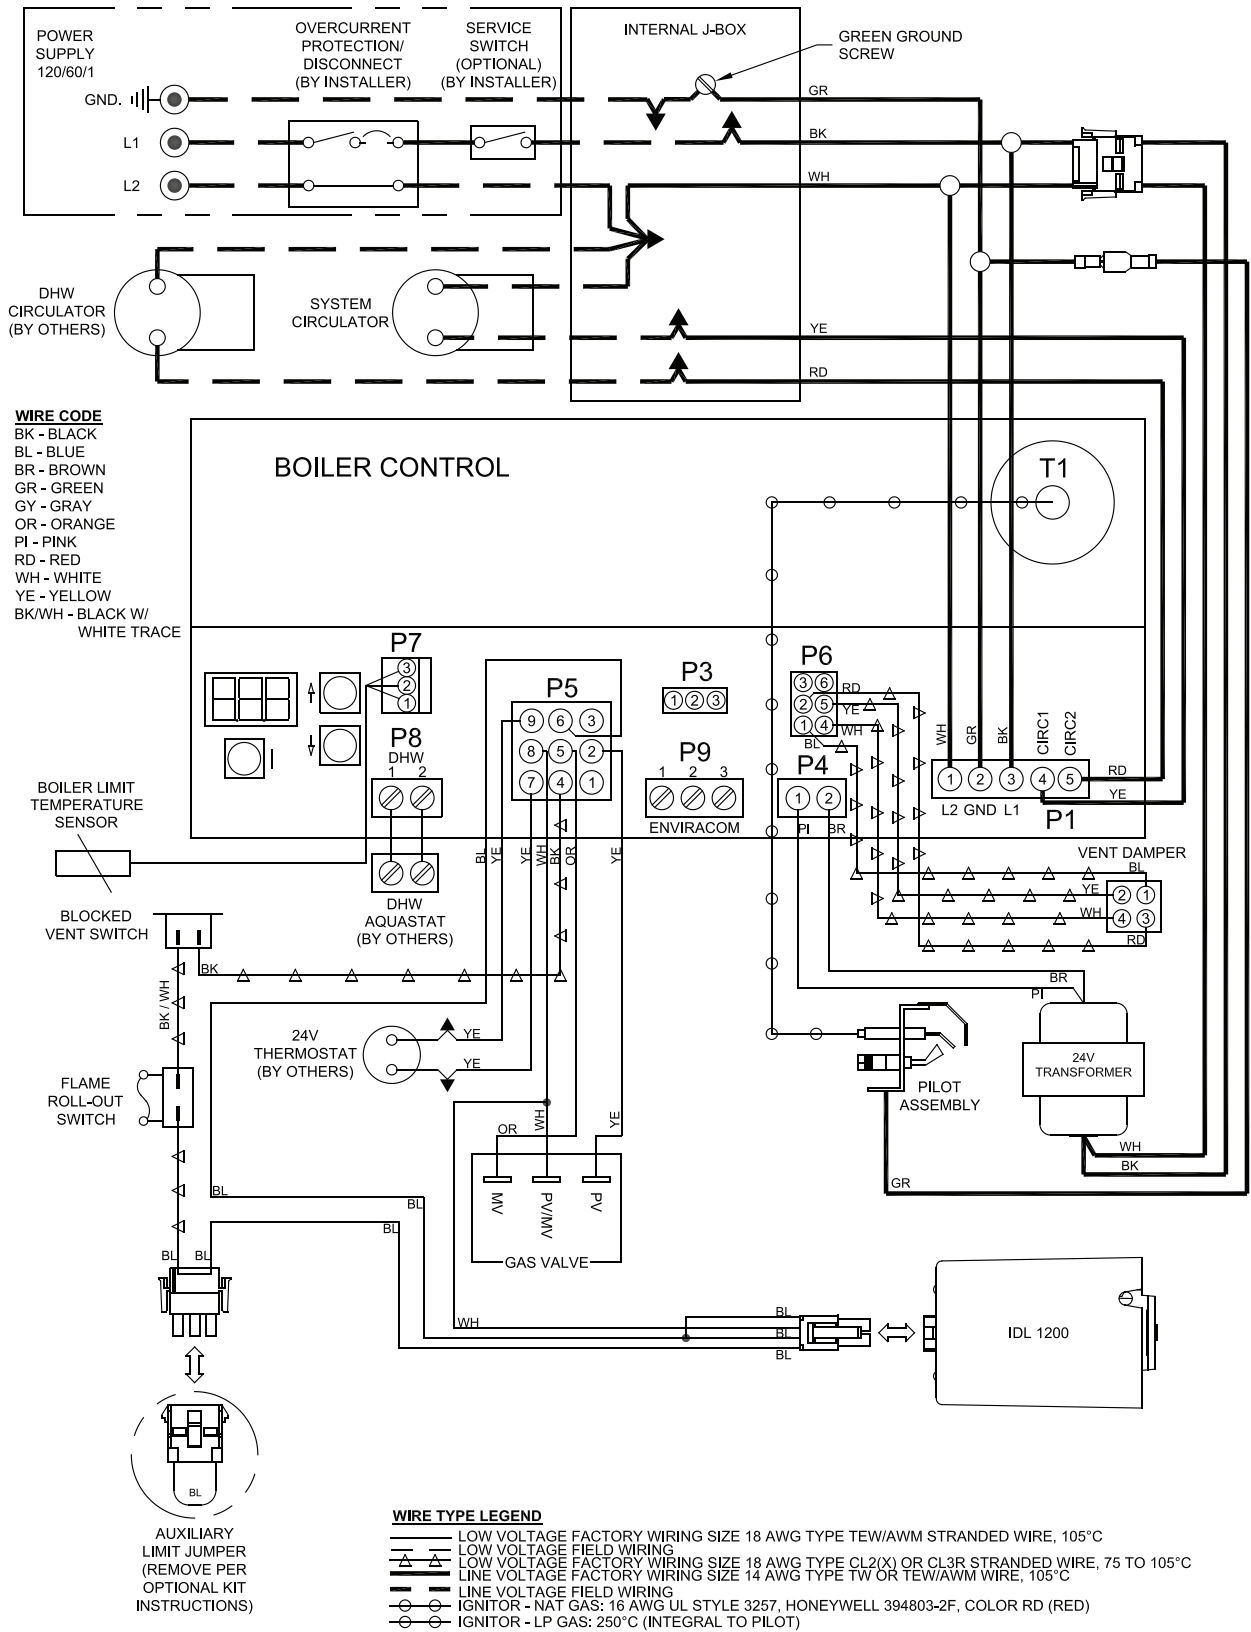 POWER
SUPPLY
120/60/1
OVERCURRENT
PROTECTION/
DISCONNECT
(BY INSTALLER)
SERVICE
SWITCH
(OPTIONAL)
(BY INSTALLER)
INTERNAL J-BOX
GREEN GROUND
SCREW
GND.
L1
L2
GR
BK
WH
DHW
CIRCULATOR
(BY OTHERS)
SYSTEM
CIRCULATOR
YE
RD
WIRE CODE
BK - BLACK
BL - BLUE
BR - BROWN
GR - GREEN
GY - GRAY
OR - ORANGE
PI - PINK
RD - RED
WH - WHITE
YE - YELLOW
BK/WH - BLACK W/
WHITE TRACE
BOILER CONTROL
T1
P7
3
2
1
P8
DHW
1 2
P5
9 6 3
8 5 2
7 4 1
P3
1 2 3
P9
1 2 3
ENVIRACOM
P6
3 6
2 5
1 4
RD
YE
WH
BL
P4
1 2
PI BR
WH
GR
BK
CIRC1
CIRC2
1 2 3 4 5
L2 GND L1
P1
RD
YE
BOILER LIMIT
TEMPERATURE
SENSOR
DHW
AQUASTAT
(BY OTHERS)
BL
YE
YE
WH
BK
OR
YE
VENT DAMPER
BL
YE
WH
RD
2 1
4 3
BLOCKED
VENT SWITCH
BK
BK / WH
24V
THERMOSTAT
(BY OTHERS)
YE
YE
FLAME
ROLL-OUT
SWITCH
BR
PI
24V
TRANSFORMER
PILOT
ASSEMBLY
WH
BK
GR
OR
WH
YE
MV
PV/MV
PV
GAS VALVE
BL
BL
BL BL
WH
BL
BL
BL
IDL 1200
BL
AUXILIARY
LIMIT JUMPER
(REMOVE PER
OPTIONAL KIT
INSTRUCTIONS)
WIRE TYPE LEGEND
LOW VOLTAGE FACTORY WIRING SIZE 18 AWG TYPE TEW/AWM STRANDED WIRE, 105°C
LOW VOLTAGE FIELD WIRING
LOW VOLTAGE FACTORY WIRING SIZE 18 AWG TYPE CL2(X) OR CL3R STRANDED WIRE, 75 TO 105°C
LINE VOLTAGE FACTORY WIRING SIZE 14 AWG TYPE TW OR TEW/AWM WIRE, 105°C
LINE VOLTAGE FIELD WIRING
IGNITOR - NAT GAS: 16 AWG UL STYLE 3257, HONEYWELL 394803-2F, COLOR RD (RED)
IGNITOR - LP GAS: 250°C (INTEGRAL TO PILOT)